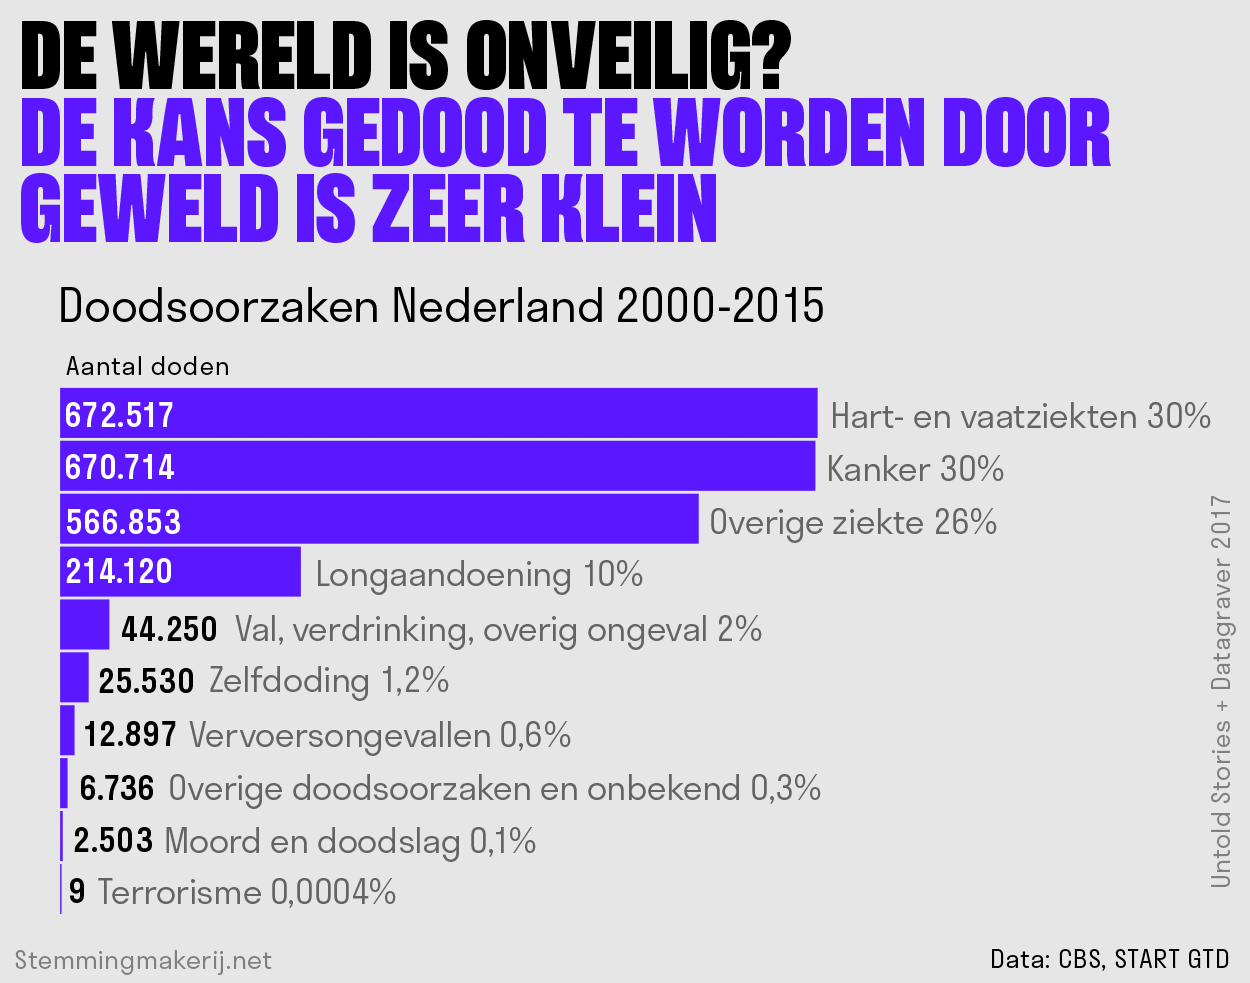 DE WERELD IS ONVEILIG?
DE KANS GEDOOD TE WORDEN DOOR
GEWELD IS ZEER KLEIN
Doodsoorzaken Nederland 2000-2015
Aantal doden
672.517 Hart- en vaatziekten 30%
670.714 Kanker 30%
566.853 Overige ziekte 26%
214.120 Longaandoening 10%
44.250 Val, verdrinking, overig ongeval 2%
25.530 Zelfdoding 1,2%
12.897 Vervoersongevallen 0,6%
6.736 Overige doodsoorzaken en onbekend 0,3%
2.503 Moord en doodslag 0,1%
9 Terrorisme 0,0004%
Untold Stories + Datagraver 2017
Stemmingmakerij.net
Data: CBS, START GTD